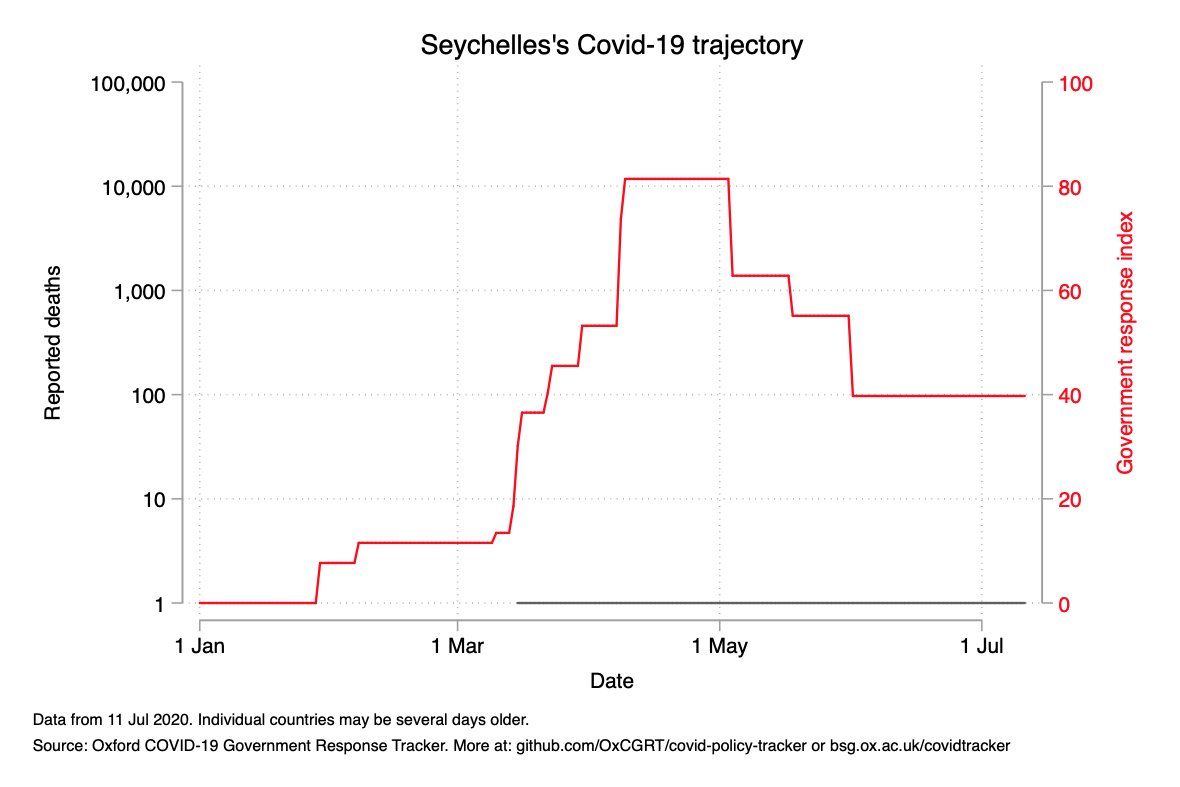 Seychelles's Covid-19 trajectory
100,000
10,000
1,000
100
10
1
Reported deaths
100
80
60
40
20
0
Government response index
1 Jan
1 Mar
1 May
1 Jul
Date
Data from 11 Jul 2020. Individual countries may be several days older.
Source: Oxford COVID-19 Government Response Tracker. More at: github.com/OxCGRT/covid-policy-tracker or bsg.ox.ac.uk/covidtracker